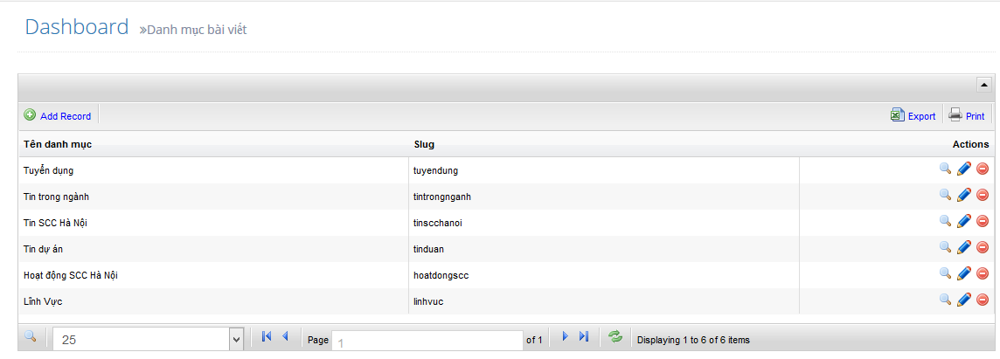 Dashboard »Danh mục bài viết
Add Record Export Print
Tên danh mục Slug Actions
Tuyển dụng tuyendung
Tin trong ngành tintrongnganh
Tin SCC Hà Nội tinscchanoi
Tin dự án tinduan
Hoạt động SCC Hà Nội hoatdongscc
Lĩnh Vực linhvuc
25 Page 1 of 1 Displaying 1 to 6 of 6 items